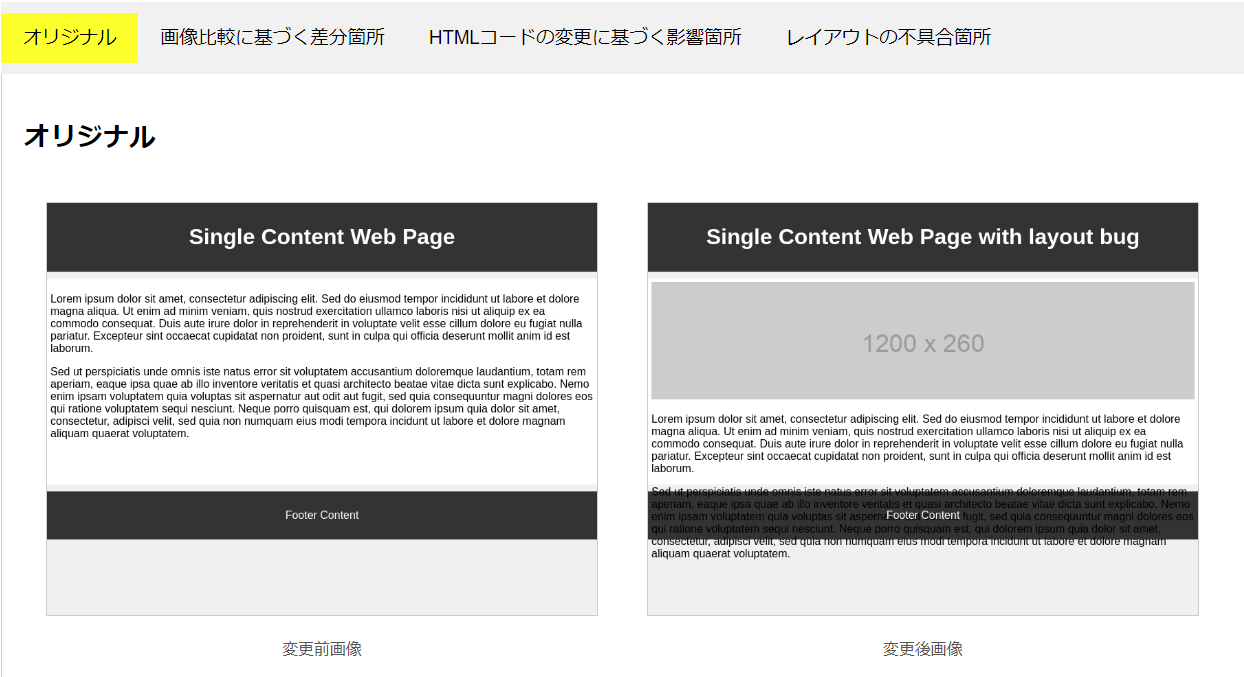 オリジナル 画像比較に基づく差分箇所 HTMLコードの変更に基づく影響箇所 レイアウトの不具合箇所
オリジナル
Single Content Web Page
Lorem ipsum dolor sit amet, consectetur adipiscing elit. Sed do eiusmod tempor incididunt ut labore et dolore
magna aliqua. Ut enim ad minim veniam, quis nostrud exercitation ullamco laboris nisi ut aliquip ex ea
commodo consequat. Duis aute irure dolor in reprehenderit in voluptate velit esse cillum dolore eu fugiat nulla
pariatur. Excepteur sint occaecat cupidatat non proident, sunt in culpa qui officia deserunt mollit anim id est
laborum.
Sed ut perspiciatis unde omnis iste natus error sit voluptatem accusantium doloremque laudantium, totam rem
aperiam, eaque ipsa quae ab illo inventore veritatis et quasi architecto beatae vitae dicta sunt explicabo. Nemo
enim ipsam voluptatem quia voluptas sit aspernatur aut odit aut fugit, sed quia consequuntur magni dolores eos
qui ratione voluptatem sequi nesciunt. Neque porro quisquam est, qui dolorem ipsum quia dolor sit amet,
consectetur, adipisci velit, sed quia non numquam eius modi tempora incidunt ut labore et dolore magnam
aliquam quaerat voluptatem.
Footer Content
変更前画像
Single Content Web Page with layout bug
1200 x 260
Lorem ipsum dolor sit amet, consectetur adipiscing elit. Sed do eiusmod tempor incididunt ut labore et dolore
magna aliqua. Ut enim ad minim veniam, quis nostrud exercitation ullamco laboris nisi ut aliquip ex ea
commodo consequat. Duis aute irure dolor in reprehenderit in voluptate velit esse cillum dolore eu fugiat nulla
pariatur. Excepteur sint occaecat cupidatat non proident, sunt in culpa qui officia deserunt mollit anim id est
laborum.
Sed ut perspiciatis unde omnis iste natus error sit voluptatem accusantium doloremque laudantium, totam rem
aperiam, eaque ipsa quae ab illo inventore veritatis et quasi architecto beatae vitae dicta sunt explicabo. Nemo
enim ipsam voluptatem quia voluptas sit aspern fugit, sed quia consequuntur magni dolores eos
Footer Content
qui ratione voluptatem sequi nesciunt. Neque porro quisquam est, qui dolorem ipsum quia dolor sit amet,
consectetur, adipisci velit, sed quia non numquam eius modi tempora incidunt ut labore et dolore magnam
aliquam quaerat voluptatem.
変更後画像